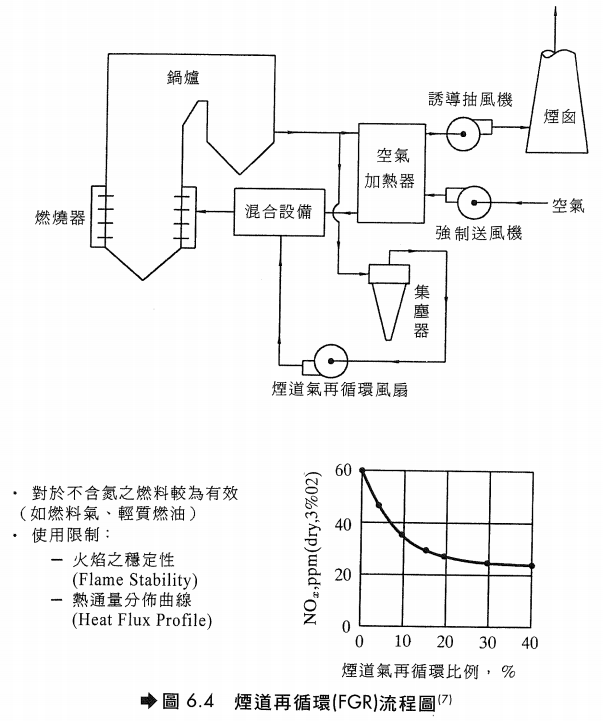 鍋爐
誘導抽風機
煙囪
空氣
加熱器
燃燒器
混合設備
空氣
強制送風機
集
塵
器
煙道氣再循環風扇
· 對於不含氮之燃料較為有效
(如燃料氣、輕質燃油)
· 使用限制：
— 火焰之穩定性
(Flame Stability)
— 熱通量分佈曲線
(Heat Flux Profile)
NOx,ppm(dry,3%02)
60
40
20
0
0 10 20 30 40
煙道氣再循環比例，%
➡圖 6.4 煙道再循環(FGR)流程圖(7)